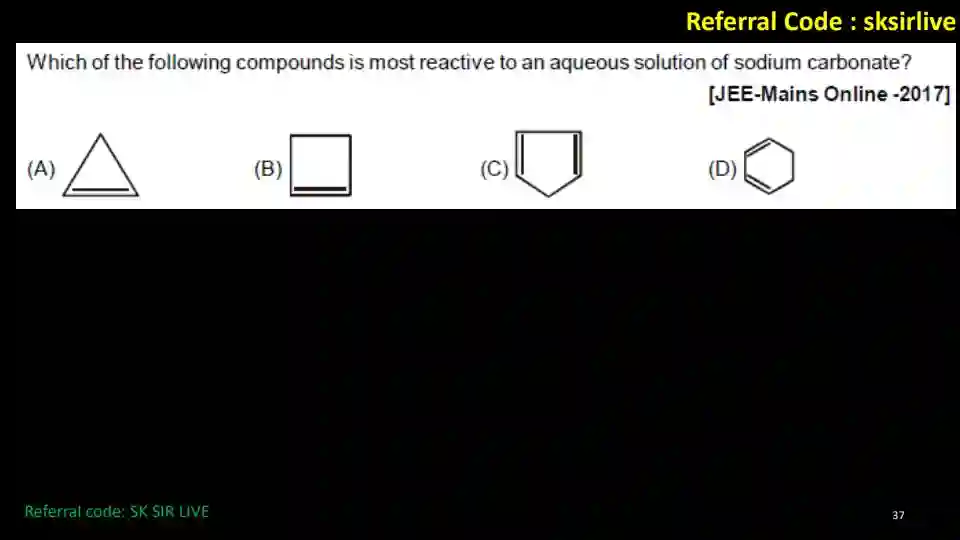 Referral Code : sksirlive
Which of the following compounds is most reactive to an aqueous solution of sodium carbonate?
[JEE-Mains Online -2017]
(A) (B) (C) (D)
Referral code: SK SIR LIVE
37